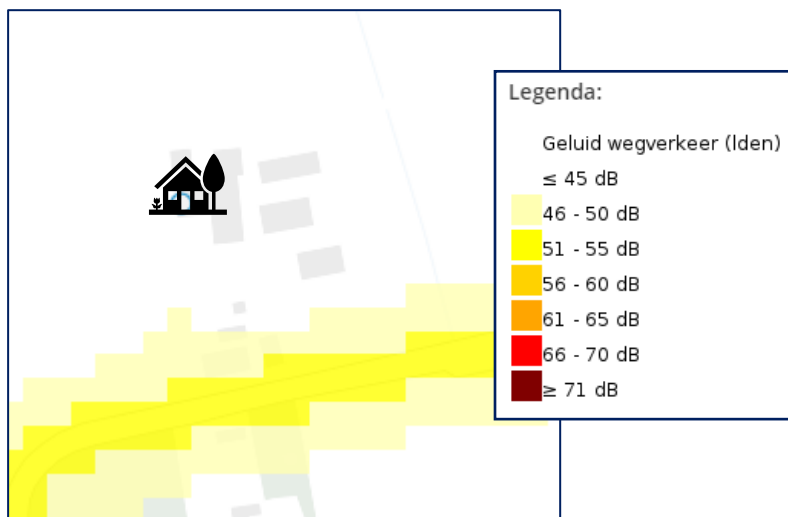 Legenda:
Geluid wegverkeer (lden)
≤ 45 dB
46 - 50 dB
51 - 55 dB
56 - 60 dB
61 - 65 dB
66 - 70 dB
≥ 71 dB